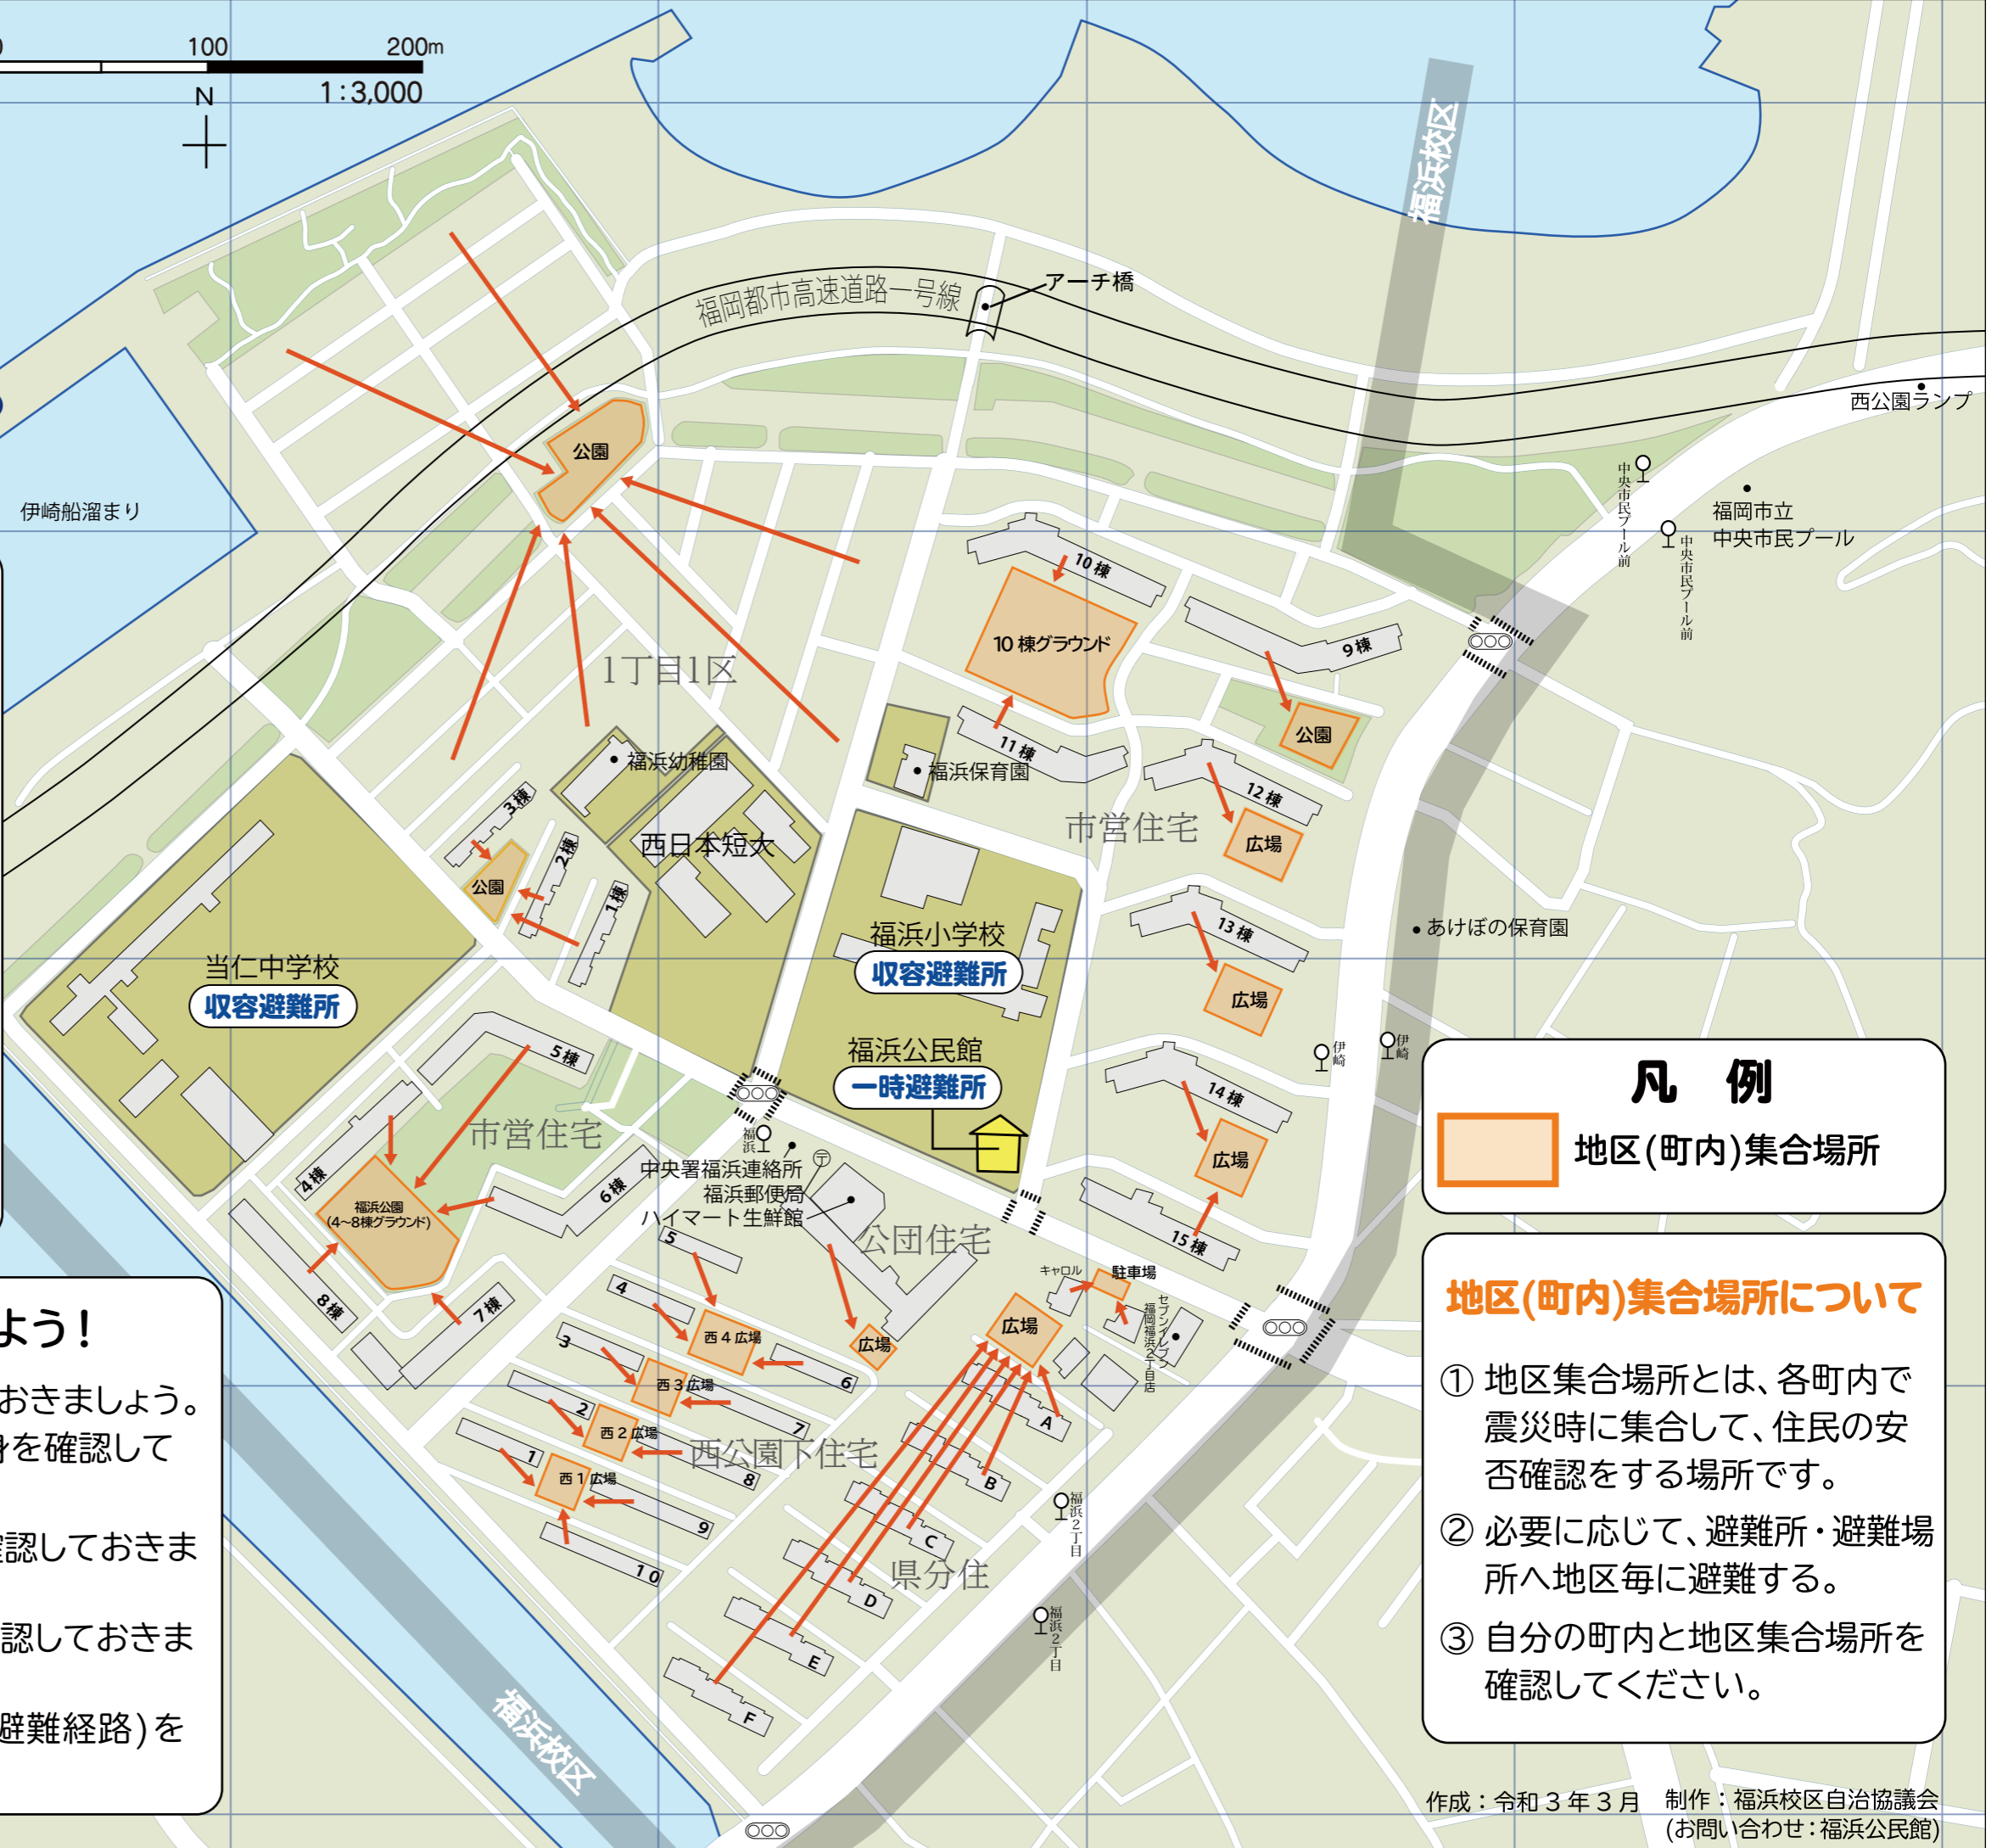 100
200m
1:3,000
N
福浜校区
福岡都市高速道路一号線
アーチ橋
西公園ランプ
公園
伊崎船溜まり
中央市民プール前
福岡市立
中央市民プール
中央市民プール前
10棟
10棟グラウンド
9棟
1丁目1区
公園
11棟
福浜幼稚園
福浜保育園
3棟
12棟
市営住宅
西日本短大
広場
2棟
公園
1棟
福浜小学校
収容避難所
13棟
あけぼの保育園
当仁中学校
収容避難所
広場
福浜公民館
一時避難所
伊崎
伊崎
5棟
14棟
市営住宅
福浜
中央署福浜連絡所
〒
福浜郵便局
ハイマート生鮮館
広場
4棟
福浜公園
(4〜8棟グラウンド)
6棟
公団住宅
15棟
5
キャロル
駐車場
セブンイレブン
福岡福浜2丁目店
8棟
7棟
4
西4広場
広場
広場
3
6
西3広場
2
7
A
西2広場
西公園下住宅
1
8
B
西1広場
9
福浜2丁目
C
10
県分住
D
福浜2丁目
E
F
福浜校区
凡 例
地区(町内)集合場所
地区(町内)集合場所について
① 地区集合場所とは、各町内で
震災時に集合して、住民の安
否確認をする場所です。
② 必要に応じて、避難所・避難場
所へ地区毎に避難する。
③ 自分の町内と地区集合場所を
確認してください。
よう!
おきましょう。
を確認して
認しておきま
認しておきま
避難経路)を
作成:令和3年3月 制作:福浜校区自治協議会
(お問い合わせ:福浜公民館)